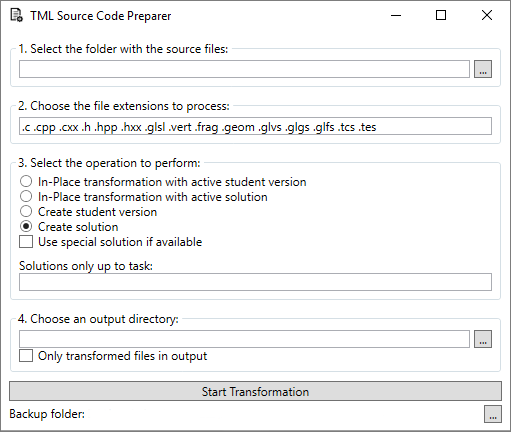 TML Source Code Preparer
1. Select the folder with the source files:
...
2. Choose the file extensions to process:
.c .cpp .cxx .h .hpp .hxx .glsl .vert .frag .geom .glvs .glgs .glfs .tcs .tes
3. Select the operation to perform:
In-Place transformation with active student version
In-Place transformation with active solution
Create student version
Create solution
Use special solution if available
Solutions only up to task:
4. Choose an output directory:
...
Only transformed files in output
Start Transformation
Backup folder:
...